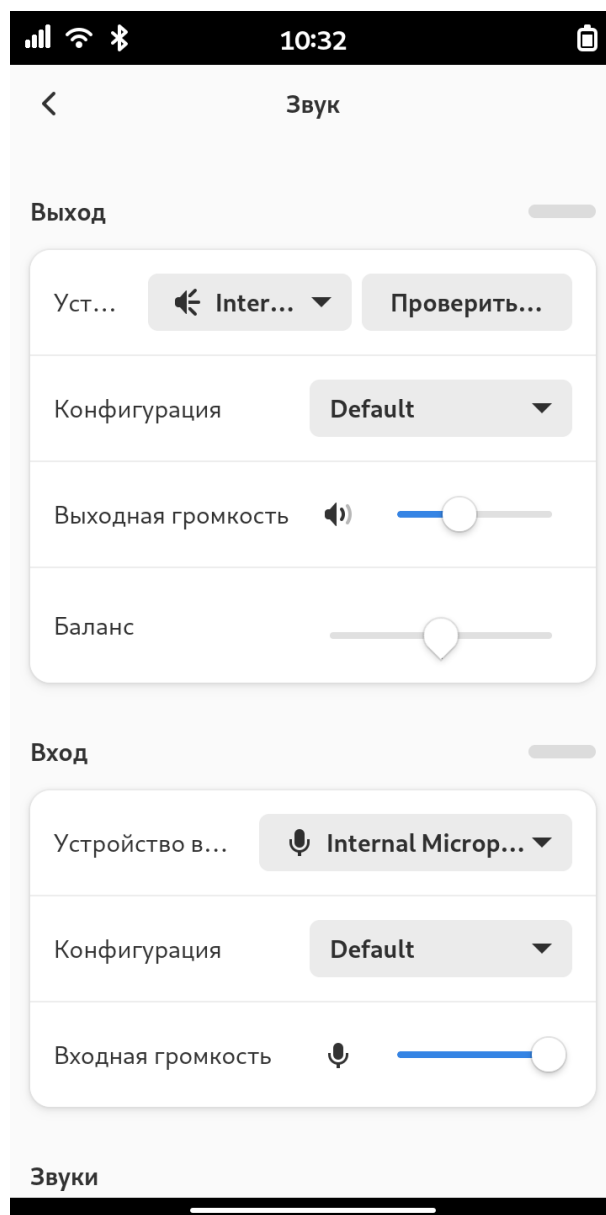 10:32
Звук
Выход
Уст... Inter... Проверить...
Конфигурация Default
Выходная громкость
Баланс
Вход
Устройство в... Internal Microp...
Конфигурация Default
Входная громкость
Звуки